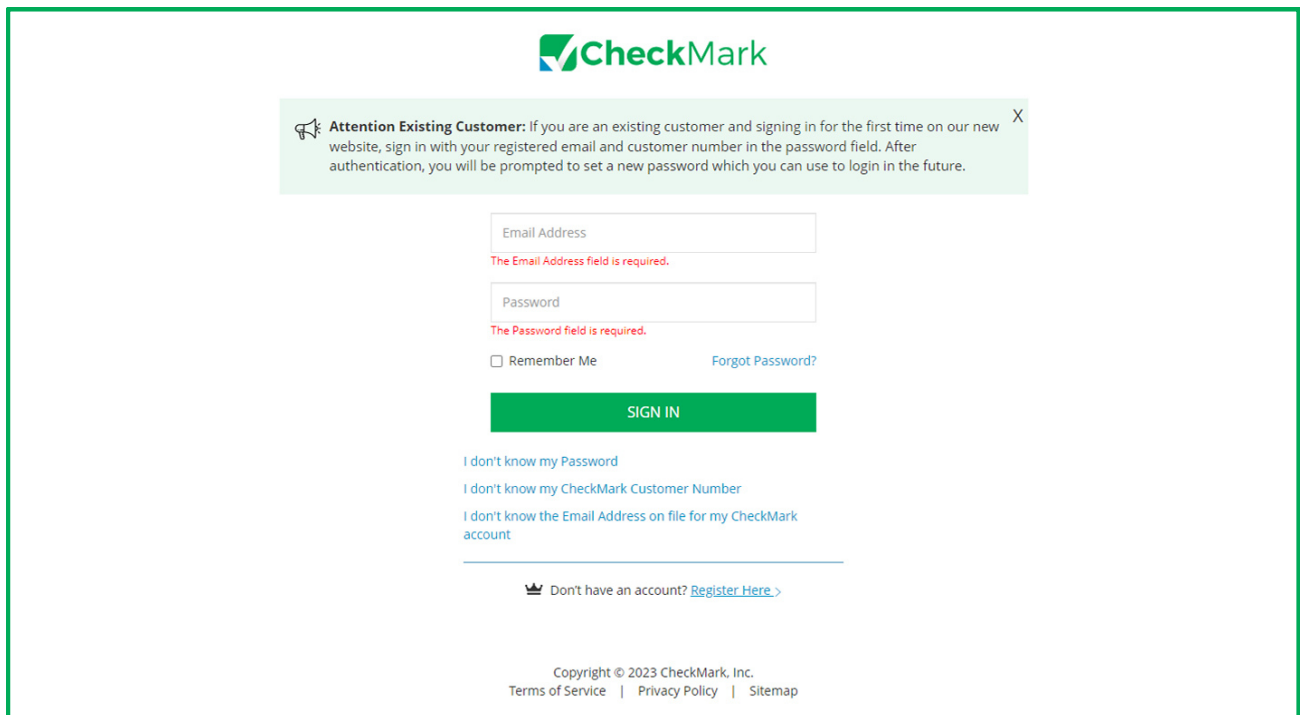 CheckMark
X
Attention Existing Customer: If you are an existing customer and signing in for the first time on our new
website, sign in with your registered email and customer number in the password field. After
authentication, you will be prompted to set a new password which you can use to login in the future.
Email Address
The Email Address field is required.
Password
The Password field is required.
Remember Me Forgot Password?
SIGN IN
I don't know my Password
I don't know my CheckMark Customer Number
I don't know the Email Address on file for my CheckMark
account
Don't have an account? Register Here >
Copyright © 2023 CheckMark, Inc.
Terms of Service | Privacy Policy | Sitemap